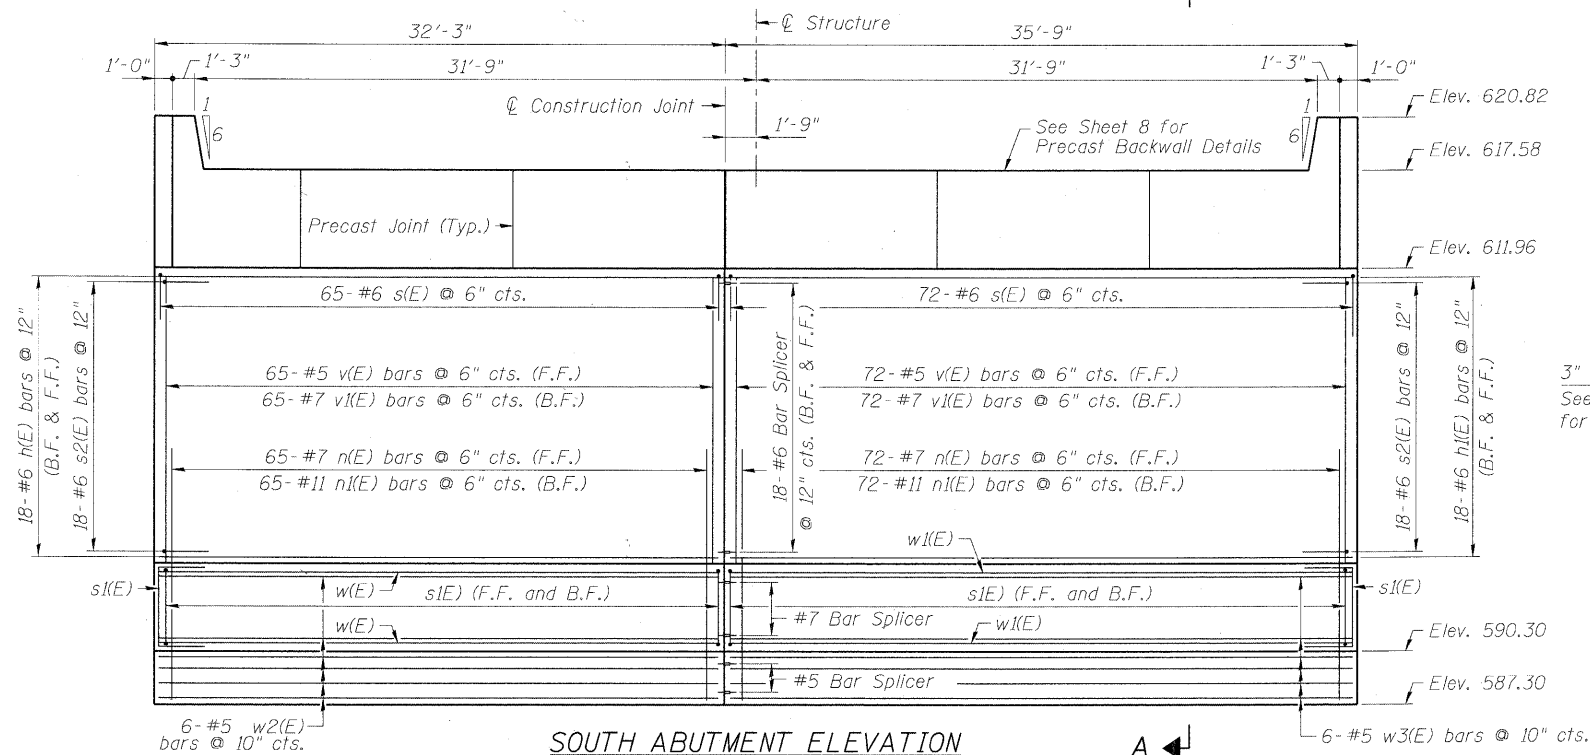 32'-3"
℄ Structure
35'-9"
1'-0"
1'-3"
31'-9"
31'-9"
1'-3"
1'-0"
℄ Construction Joint
1'-9"
1
6
1
6
See Sheet 8 for
Precast Backwall Details
Elev. 620.82
Elev. 617.58
Precast Joint (Typ.)
Elev. 611.96
65-#6 s(E) @ 6" cts.
72-#6 s(E) @ 6" cts.
18-#6 h(E) bars @ 12"
(B.F. & F.F.)
18-#6 s2(E) bars @ 12"
65-#5 v(E) bars @ 6" cts. (F.F.)
65-#7 v1(E) bars @ 6" cts. (B.F.)
65-#7 n(E) bars @ 6" cts. (F.F.)
65-#11 n1(E) bars @ 6" cts. (B.F.)
18-#6 Bar Splicer
@ 12" cts. (B.F. & F.F.)
72-#5 v(E) bars @ 6" cts. (F.F.)
72-#7 v1(E) bars @ 6" cts. (B.F.)
72-#7 n(E) bars @ 6" cts. (F.F.)
72-#11 n1(E) bars @ 6" cts. (B.F.)
18-#6 s2(E) bars @ 12"
18-#6 h1(E) bars @ 12"
(B.F. & F.F.)
3"
See
for
w1(E)
s1(E)
w(E)
s1E) (F.F. and B.F.)
s1E) (F.F. and B.F.)
s1(E)
w(E)
#7 Bar Splicer
w1(E)
Elev. 590.30
#5 Bar Splicer
Elev. 587.30
6-#5 w2(E)
bars @ 10" cts.
SOUTH ABUTMENT ELEVATION
A
6-#5 w3(E) bars @ 10" cts.